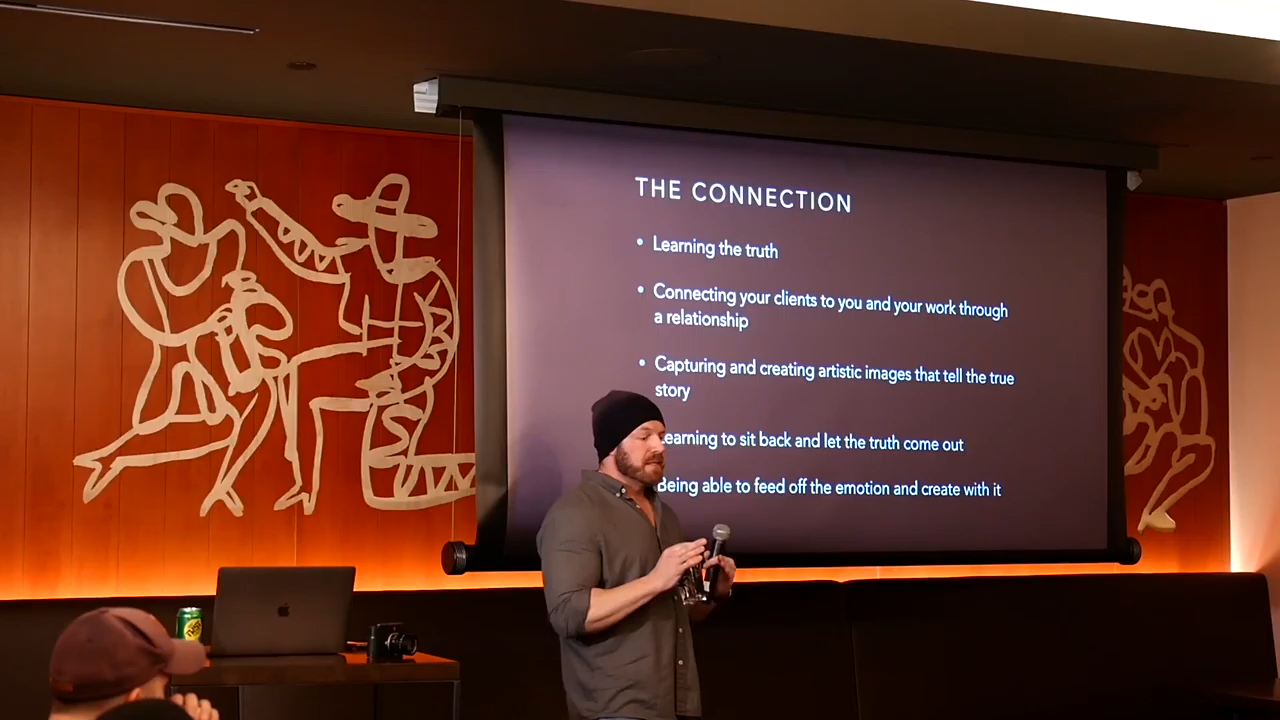 THE CONNECTION
• Learning the truth
• Connecting your clients to you and your work through
a relationship
• Capturing and creating artistic images that tell the true
story
Learning to sit back and let the truth come out
Being able to feed off the emotion and create with it